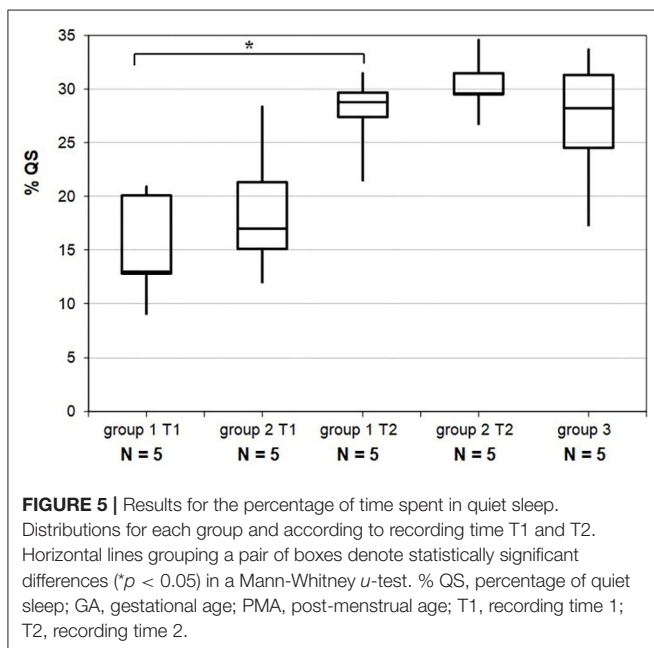 35
30
25
20
15
10
5
0
% QS
*
group 1 T1 group 2 T1 group 1 T2 group 2 T2 group 3
N = 5 N = 5 N = 5 N = 5 N = 5
FIGURE 5 | Results for the percentage of time spent in quiet sleep.
Distributions for each group and according to recording time T1 and T2.
Horizontal lines grouping a pair of boxes denote statistically significant
differences (*p < 0.05) in a Mann-Whitney u-test. % QS, percentage of quiet
sleep; GA, gestational age; PMA, post-menstrual age; T1, recording time 1;
T2, recording time 2.